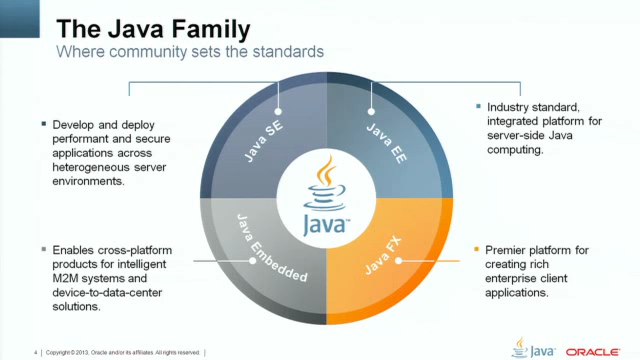 The Java Family
Where community sets the standards
Develop and deploy
performant and secure
applications across
heterogeneous server
environments.
Industry standard,
integrated platform for
server-side Java
computing.
Java SE
Java EE
Java™
Java Embedded
Java FX
Enables cross-platform
products for intelligent
M2M systems and
device-to-data-center
solutions.
Premier platform for
creating rich
enterprise client
applications.
4 | Copyright © 2013, Oracle and/or its affiliates. All rights reserved. |
Java™ ORACLE